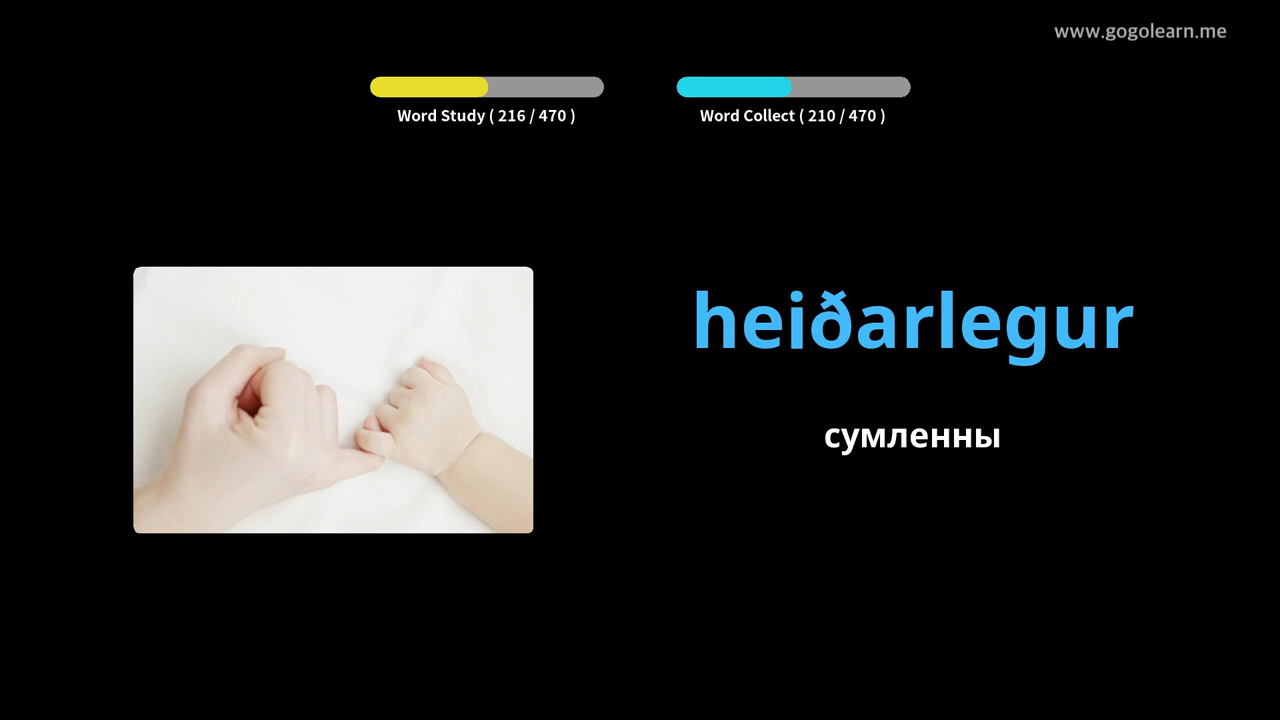 www.gogolearn.me
Word Study ( 216 / 470 )
Word Collect ( 210 / 470 )
heiðarlegur
сумленны